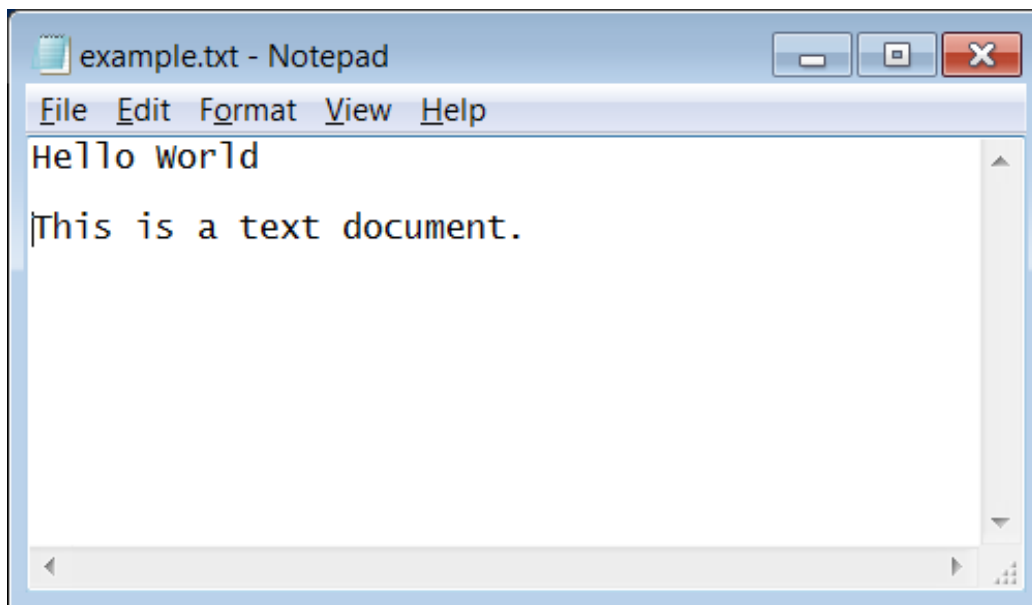 example.txt - Notepad
File Edit Format View Help
Hello World
This is a text document.